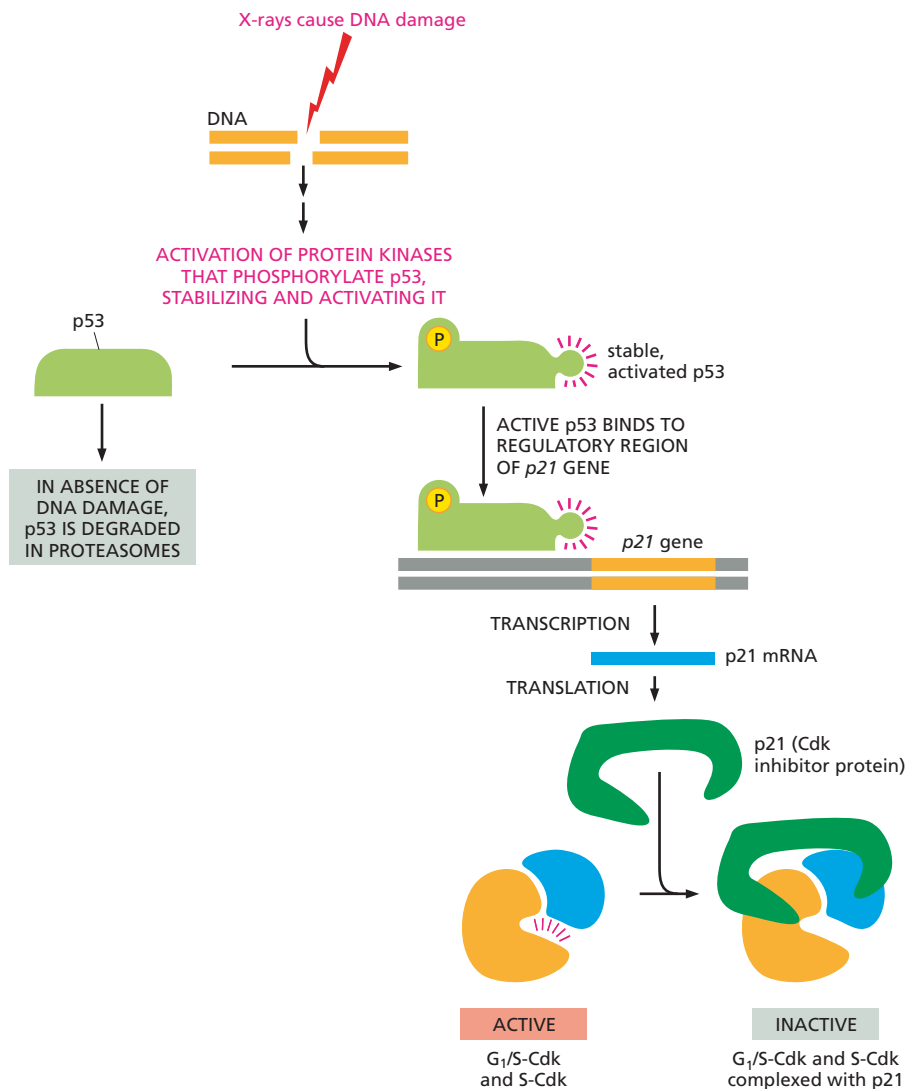 X-rays cause DNA damage
DNA
ACTIVATION OF PROTEIN KINASES
THAT PHOSPHORYLATE p53,
STABILIZING AND ACTIVATING IT
p53
P
stable,
activated p53
IN ABSENCE OF
DNA DAMAGE,
p53 IS DEGRADED
IN PROTEASOMES
ACTIVE p53 BINDS TO
REGULATORY REGION
OF p21 GENE
P
p21 gene
TRANSCRIPTION
p21 mRNA
TRANSLATION
p21 (Cdk
inhibitor protein)
ACTIVE
G₁/S-Cdk
and S-Cdk
INACTIVE
G₁/S-Cdk and S-Cdk
complexed with p21